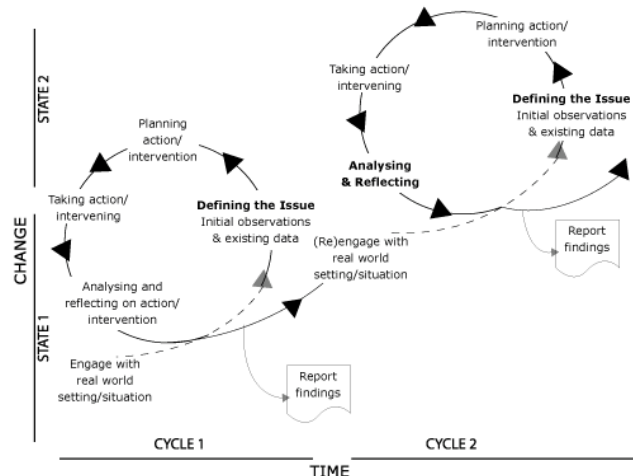 Planning
action/intervention
Taking action/
intervening
STATE 2
Defining the Issue
Initial observations
& existing data
Planning
action/
intervention
Analysing
& Reflecting
Taking action/
intervening
Defining the Issue
Initial observations
& existing data
Report
findings
(Re)engage with
real world
setting/situation
CHANGE
Analysing and
reflecting on action/
intervention
STATE 1
Engage with
real world
setting/situation
Report
findings
CYCLE 1
CYCLE 2
TIME